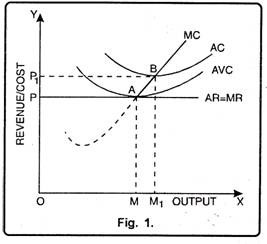 Y
MC
AC
P1
B
AVC
A
P
AR=MR
REVENUE/COST
O
M
M1
OUTPUT
X
Fig. 1.